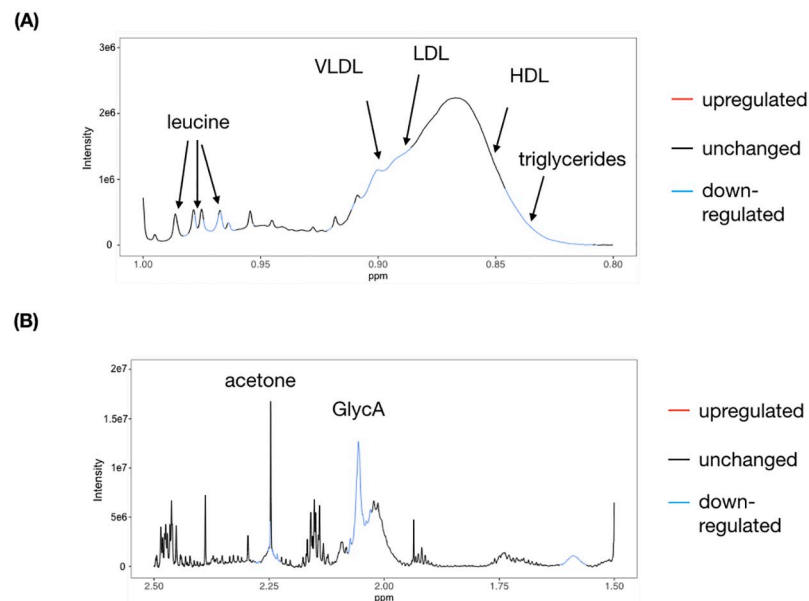 (A)
3e6
2e6
1e6
0
Intensity
1.00
0.95
0.90
0.85
0.80
ppm
leucine
VLDL
LDL
HDL
triglycerides
upregulated
unchanged
down-
regulated
(B)
2e7
1.5e7
1e7
5e6
0
Intensity
2.50
2.25
2.00
1.75
1.50
ppm
acetone
GlycA
upregulated
unchanged
down-
regulated